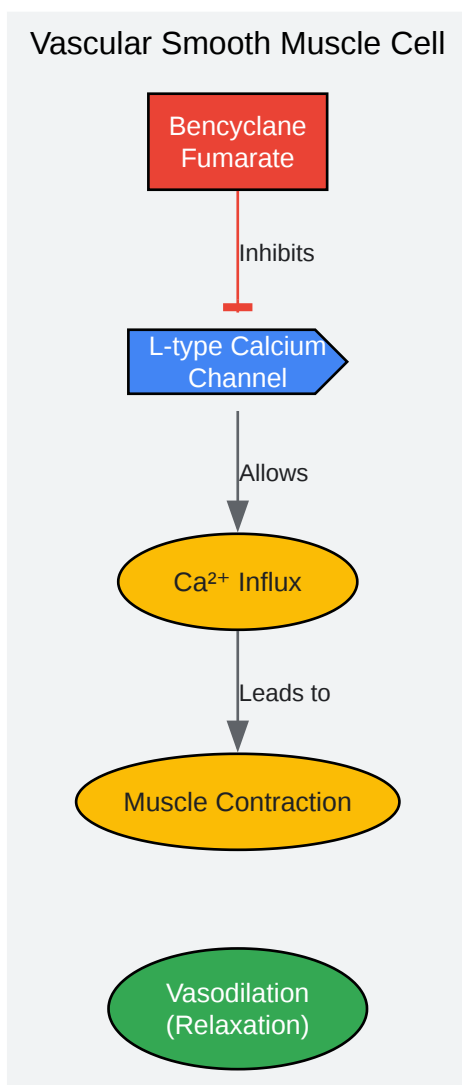 Vascular Smooth Muscle Cell
Bencyclane
Fumarate
Inhibits
L-type Calcium
Channel
Allows
Ca²⁺ Influx
Leads to
Muscle Contraction
Vasodilation
(Relaxation)